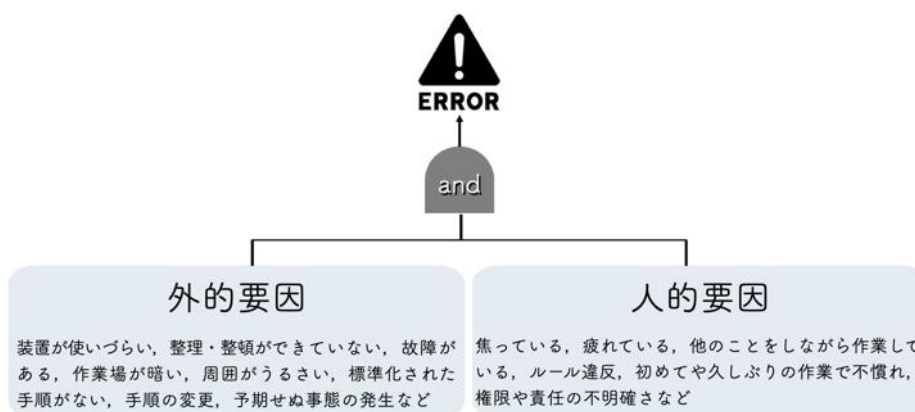 ERROR
and
外的要因
装置が使いづらい，整理・整頓ができていない，故障が
ある，作業場が暗い，周囲がうるさい，標準化された
手順がない，手順の変更，予期せぬ事態の発生など
人的要因
焦っている，疲れている，他のことをしながら作業して
いる，ルール違反，初めてや久しぶりの作業で不慣れ，
権限や責任の不明確さなど